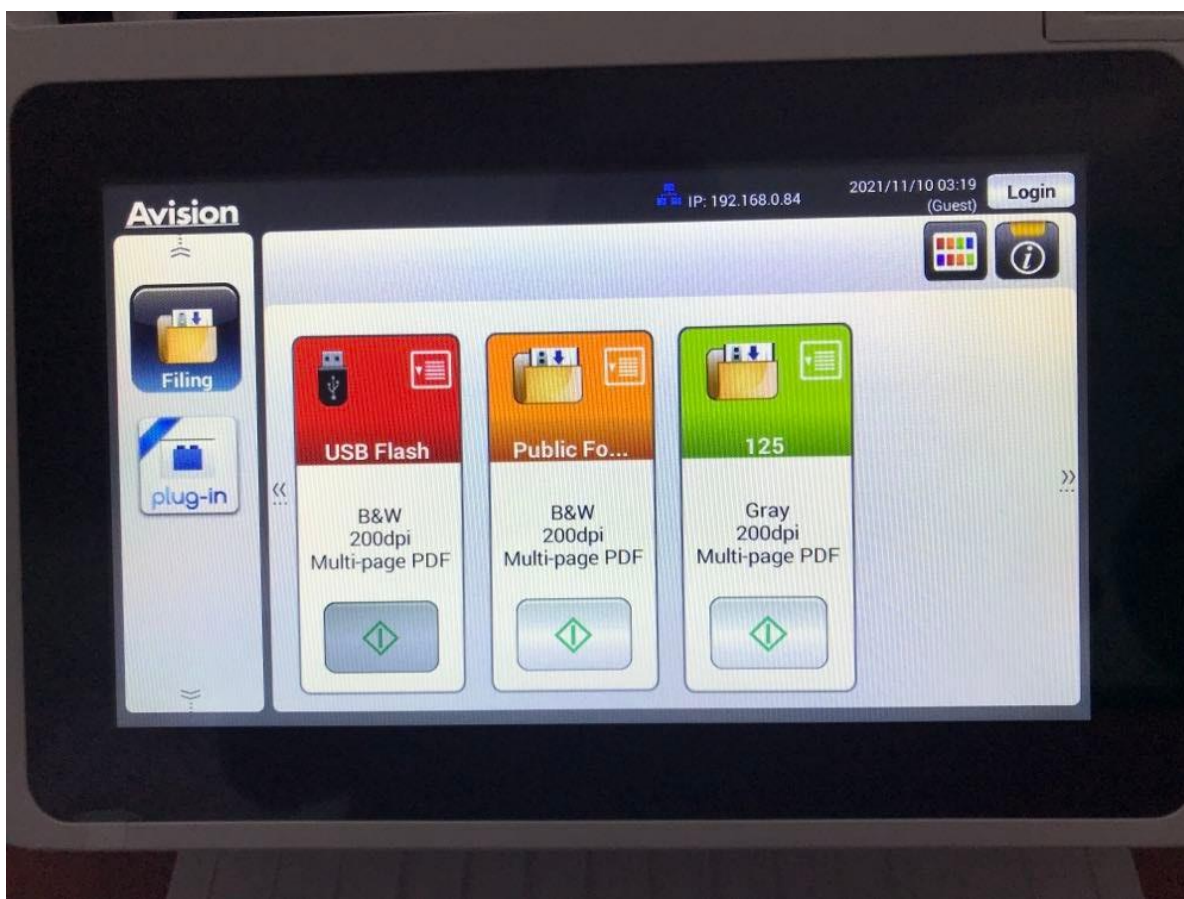 Avision
IP: 192.168.0.84
2021/11/10 03:19
(Guest)
Login
Filing
plug-in
USB Flash
B&W
200dpi
Multi-page PDF
Public Fo...
B&W
200dpi
Multi-page PDF
125
Gray
200dpi
Multi-page PDF